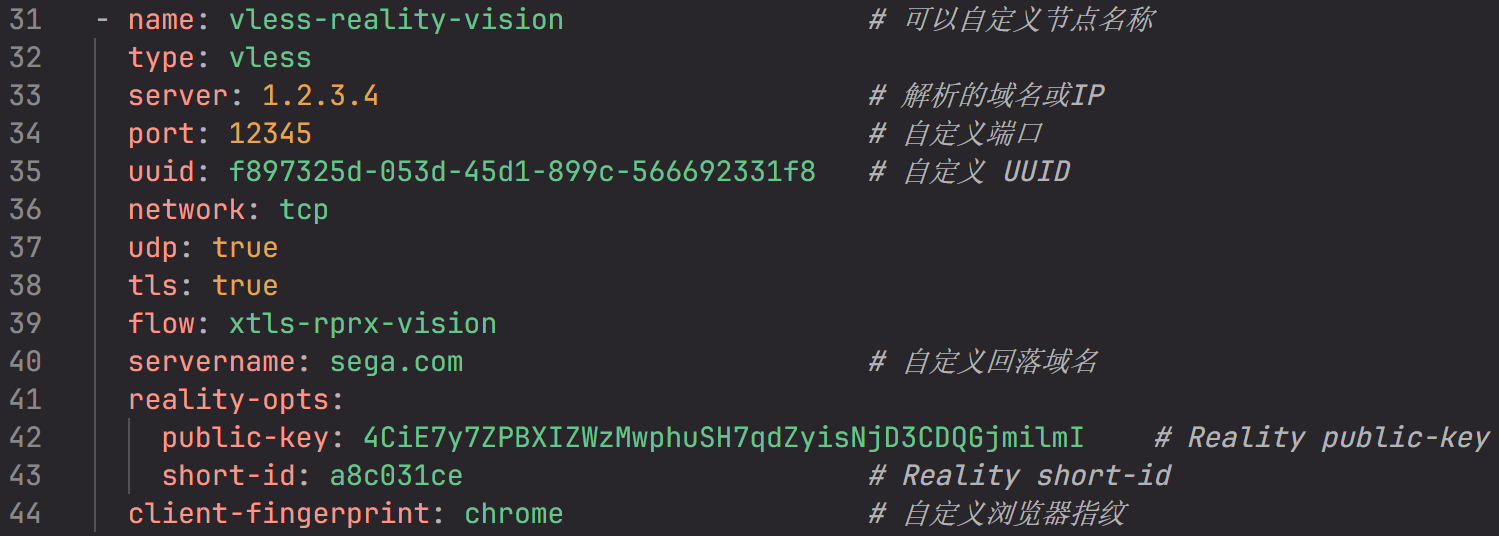 31 - name: vless-reality-vision # 可以自定义节点名称
32 type: vless
33 server: 1.2.3.4 # 解析的域名或IP
34 port: 12345 # 自定义端口
35 uuid: f897325d-053d-45d1-899c-566692331f8 # 自定义 UUID
36 network: tcp
37 udp: true
38 tls: true
39 flow: xtls-rprx-vision
40 servername: sega.com # 自定义回落域名
41 reality-opts:
42 public-key: 4CiE7y7ZPBXIZWzMwphuSH7qdZyisNjD3CDQGjmilmI # Reality public-key
43 short-id: a8c031ce # Reality short-id
44 client-fingerprint: chrome # 自定义浏览器指纹